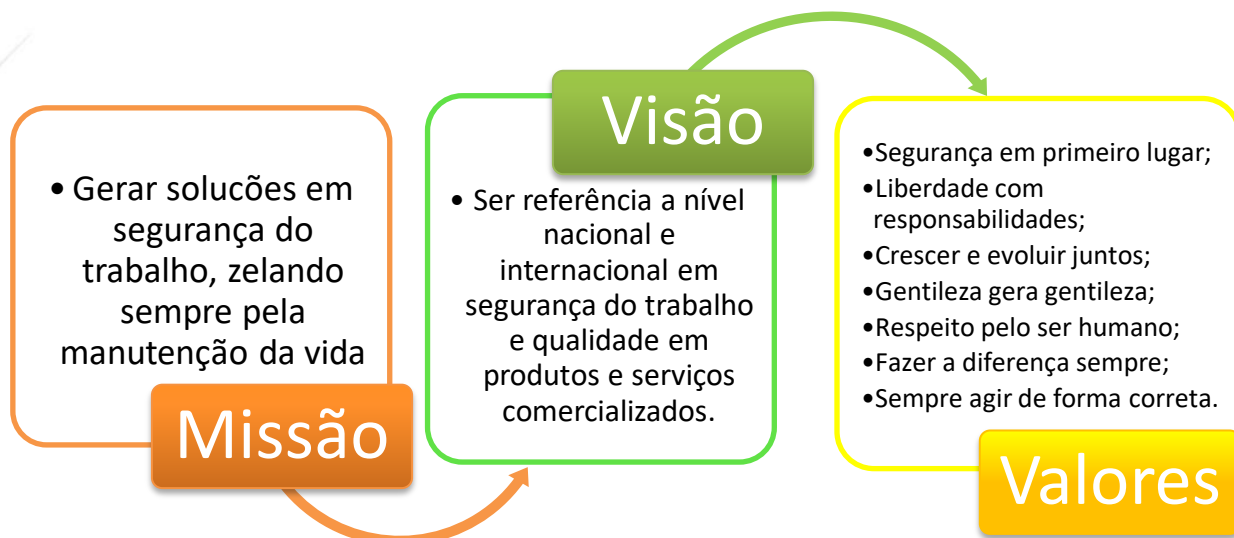 • Gerar solucões em
segurança do
trabalho, zelando
sempre pela
manutenção da vida
Missão
Visão
• Ser referência a nível
nacional e
internacional em
segurança do trabalho
e qualidade em
produtos e serviços
comercializados.
•Segurança em primeiro lugar;
•Liberdade com
responsabilidades;
•Crescer e evoluir juntos;
•Gentileza gera gentileza;
•Respeito pelo ser humano;
•Fazer a diferença sempre;
•Sempre agir de forma correta.
Valores